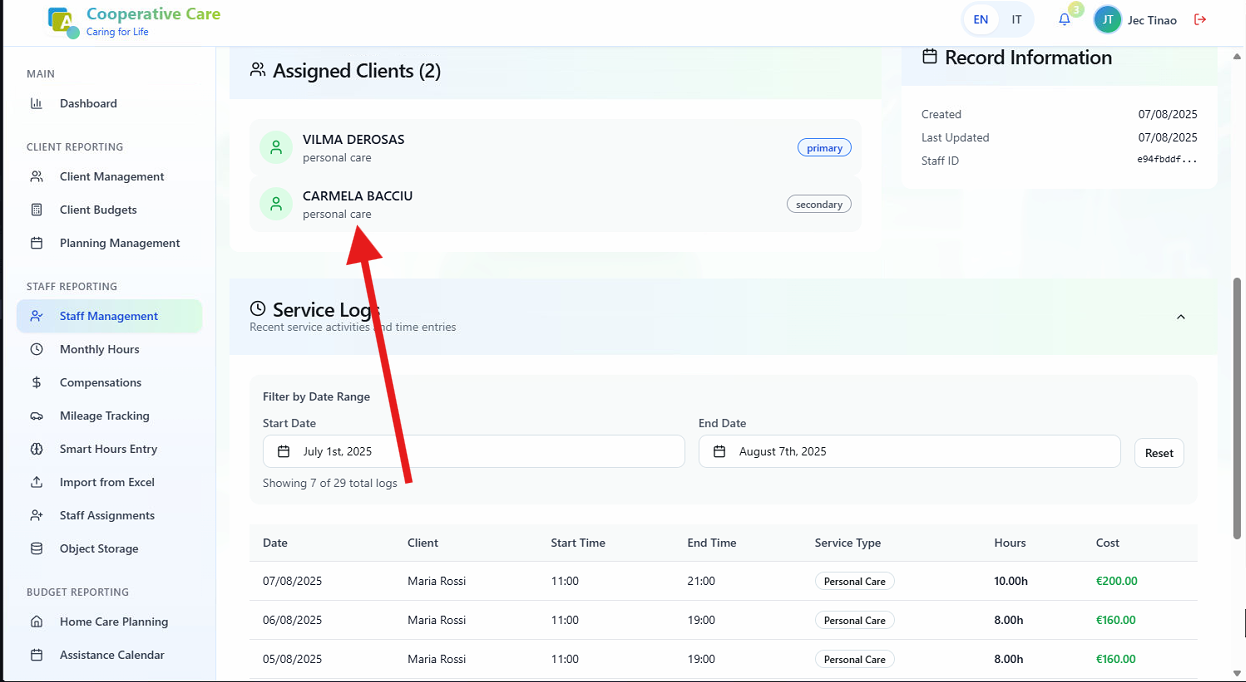 Cooperative Care
Caring for Life
EN IT
3
JT Jec Tinao
MAIN
Dashboard
CLIENT REPORTING
Client Management
Client Budgets
Planning Management
STAFF REPORTING
Staff Management
Monthly Hours
Compensations
Mileage Tracking
Smart Hours Entry
Import from Excel
Staff Assignments
Object Storage
BUDGET REPORTING
Home Care Planning
Assistance Calendar
Assigned Clients (2)
VILMA DEROSAS
personal care
primary
CARMELA BACCIU
personal care
secondary
Record Information
Created 07/08/2025
Last Updated 07/08/2025
Staff ID e94fbddf...
Service Logs
Recent service activities and time entries
Filter by Date Range
Start Date End Date
July 1st, 2025 August 7th, 2025 Reset
Showing 7 of 29 total logs
Date Client Start Time End Time Service Type Hours Cost
07/08/2025 Maria Rossi 11:00 21:00 Personal Care 10.00h €200.00
06/08/2025 Maria Rossi 11:00 19:00 Personal Care 8.00h €160.00
05/08/2025 Maria Rossi 11:00 19:00 Personal Care 8.00h €160.00